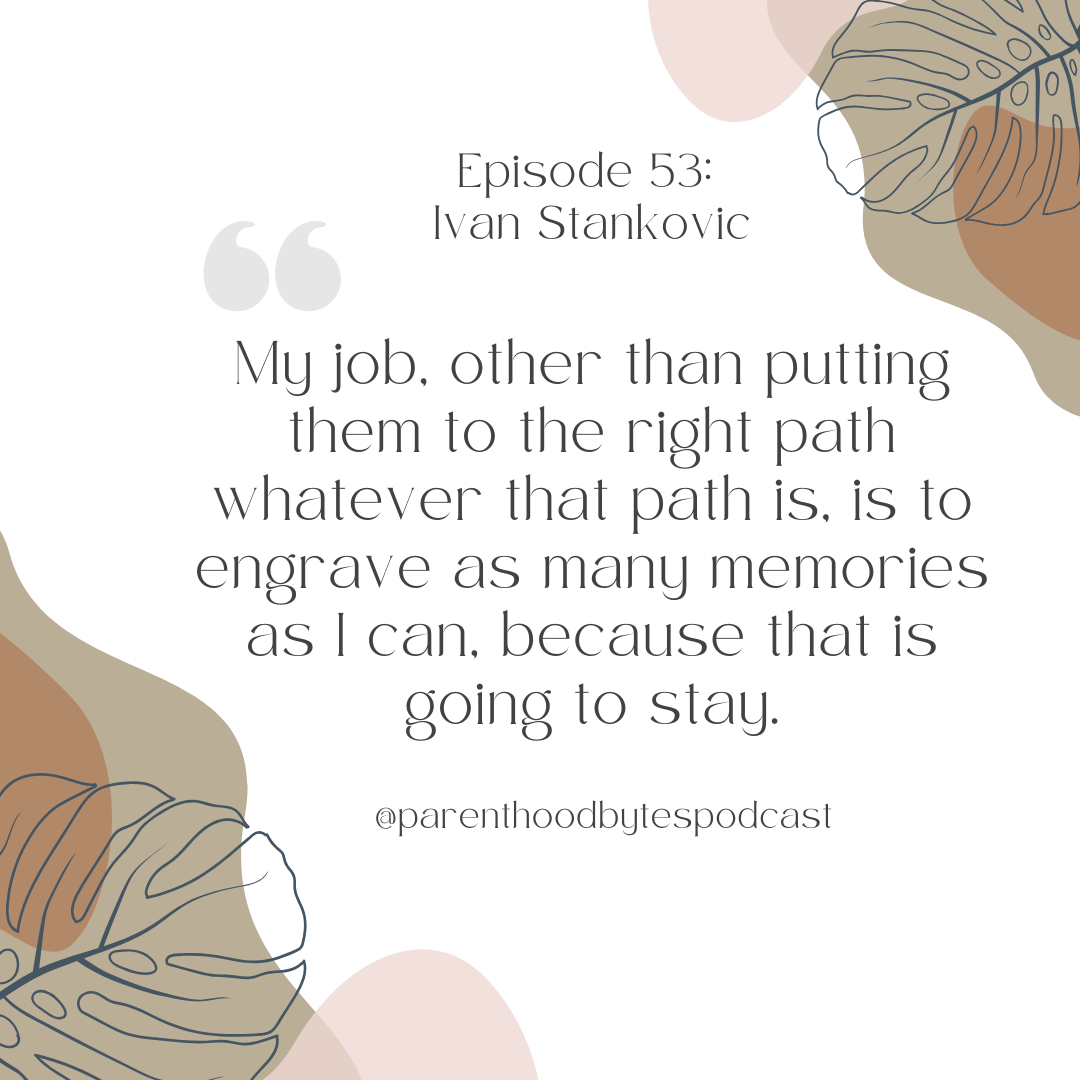 Episode 53:
Ivan Stankovic
“
My job, other than putting
them to the right path
whatever that path is, is to
engrave as many memories
as I can, because that is
going to stay.
@parenthoodbytespodcast